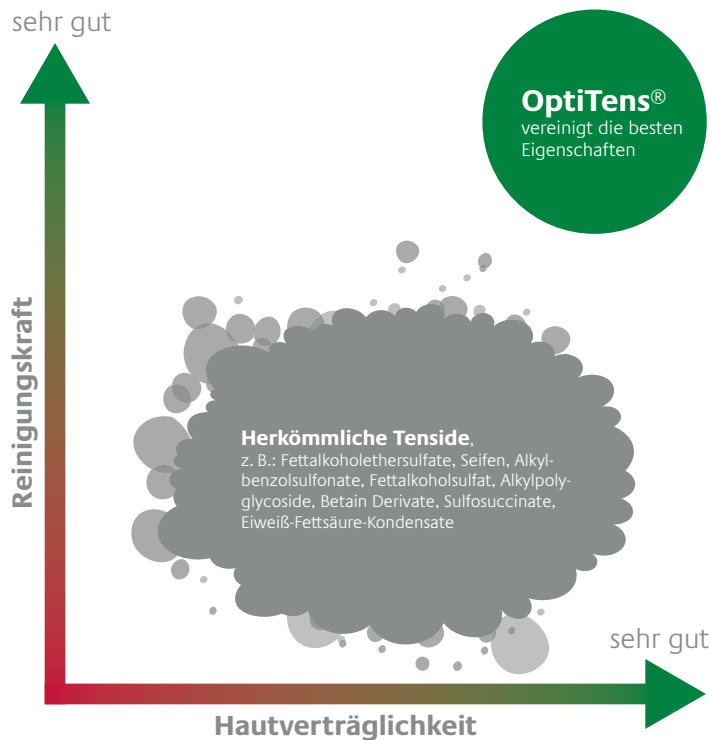 sehr gut
OptiTens®
vereinigt die besten
Eigenschaften
Reinigungskraft
Herkömmliche Tenside,
z. B.: Fettalkoholethersulfate, Seifen, Alkyl-
benzolsulfonate, Fettalkoholsulfat, Alkylpoly-
glycoside, Betain Derivate, Sulfosuccinate,
Eiweiß-Fettsäure-Kondensate
sehr gut
Hautverträglichkeit